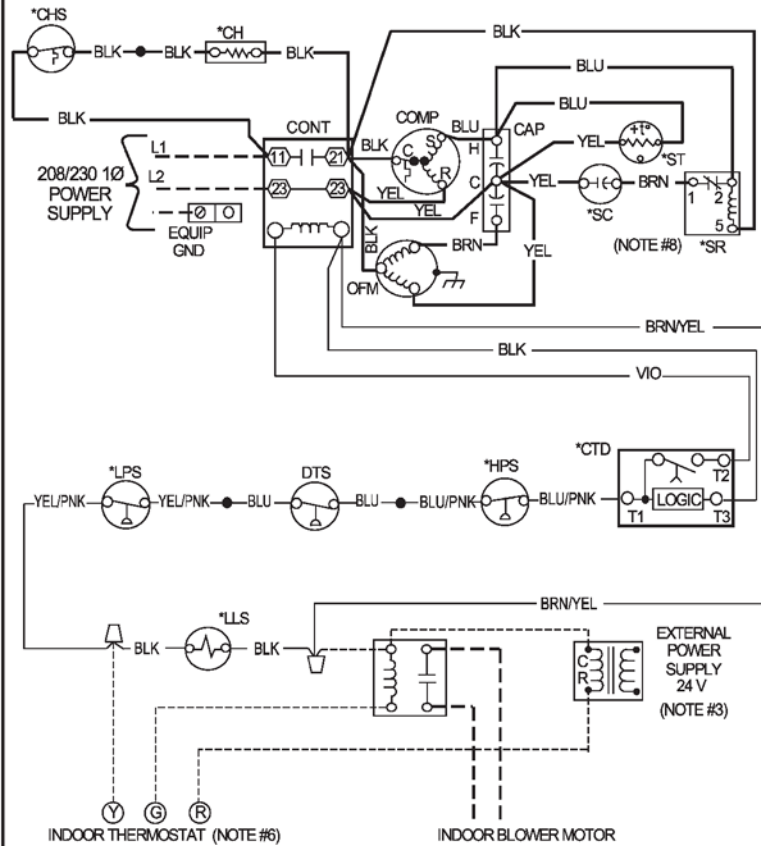 *CHS
BLK
BLK
*CH
BLK
BLK
BLU
BLK
CONT
COMP
BLU
CAP
BLU
L1
11
21
BLK
C
S
R
H
YEL
+t°
*ST
208/230 1Ø
POWER
SUPPLY
L2
23
23
YEL
YEL
C
YEL
BRN
1
2
*SC
5
EQUIP
GND
BLK
BRN
F
YEL
(NOTE #8)
*SR
OFM
BRN/YEL
BLK
VIO
*LPS
DTS
*HPS
*CTD
T2
YEL/PNK
YEL/PNK
BLU
BLU
BLU/PNK
BLU/PNK
LOGIC
T1
T3
BRN/YEL
*LLS
BLK
BLK
EXTERNAL
POWER
SUPPLY
24 V
(NOTE #3)
C
R
Y
G
R
INDOOR THERMOSTAT (NOTE #6)
INDOOR BLOWER MOTOR